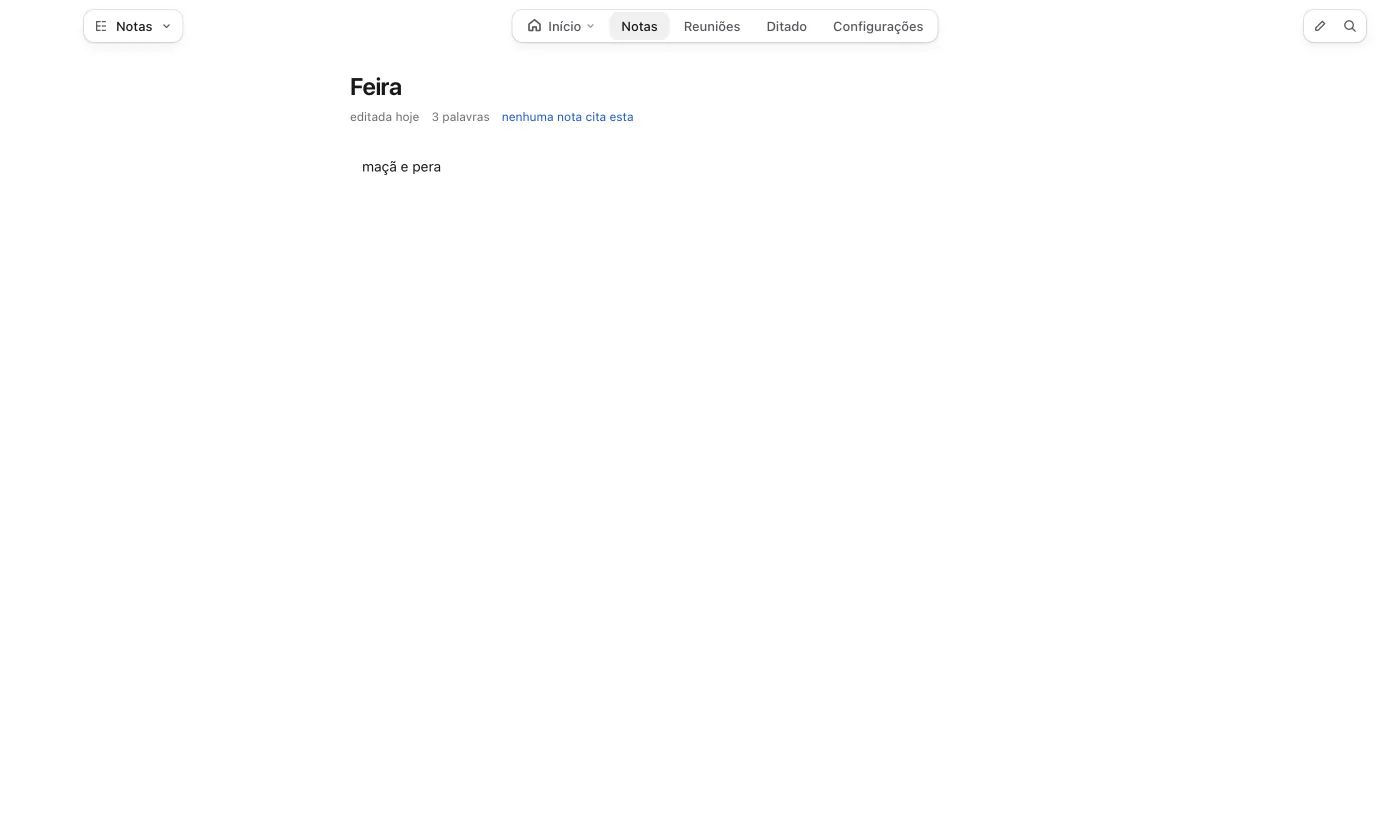 Notas
Início
Notas
Reuniões
Ditado
Configurações
Feira
editada hoje 3 palavras nenhuma nota cita esta
maçã e pera